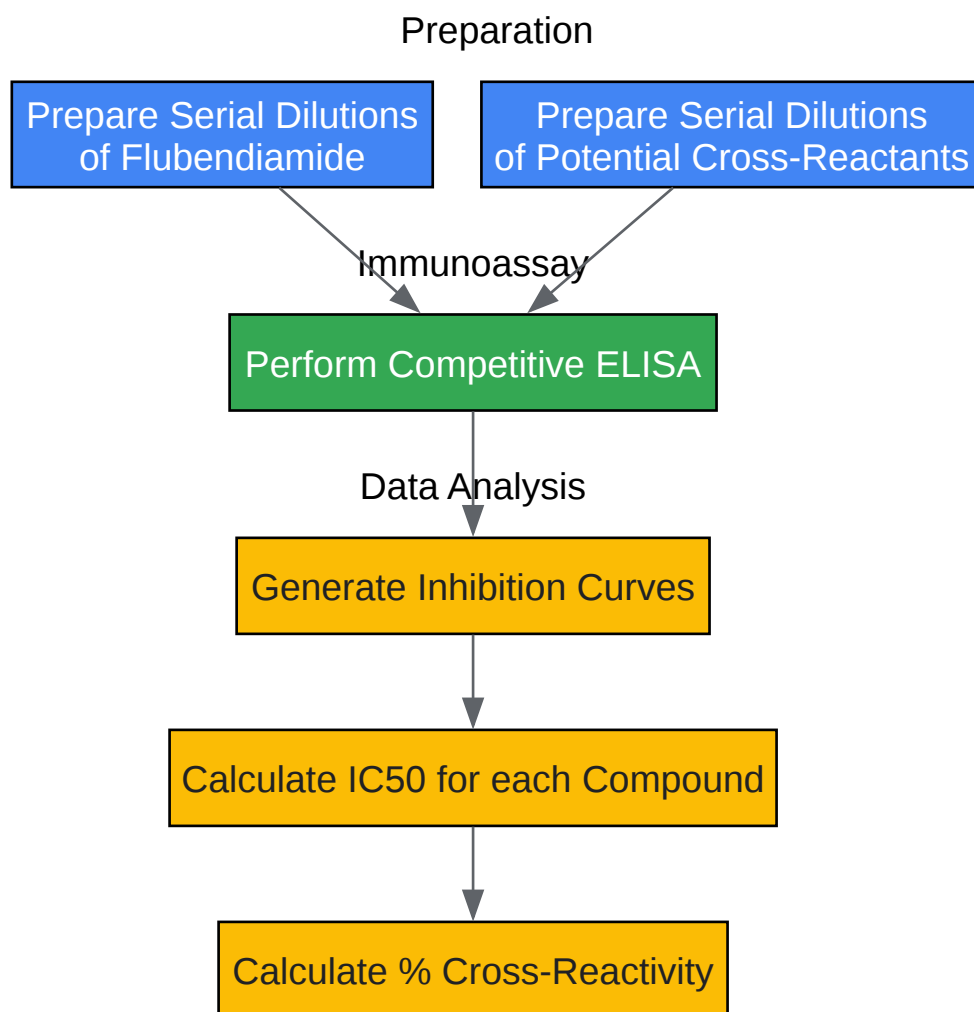 Preparation
Prepare Serial Dilutions
of Flubendiamide
Prepare Serial Dilutions
of Potential Cross-Reactants
Immunoassay
Perform Competitive ELISA
Data Analysis
Generate Inhibition Curves
Calculate IC50 for each Compound
Calculate % Cross-Reactivity